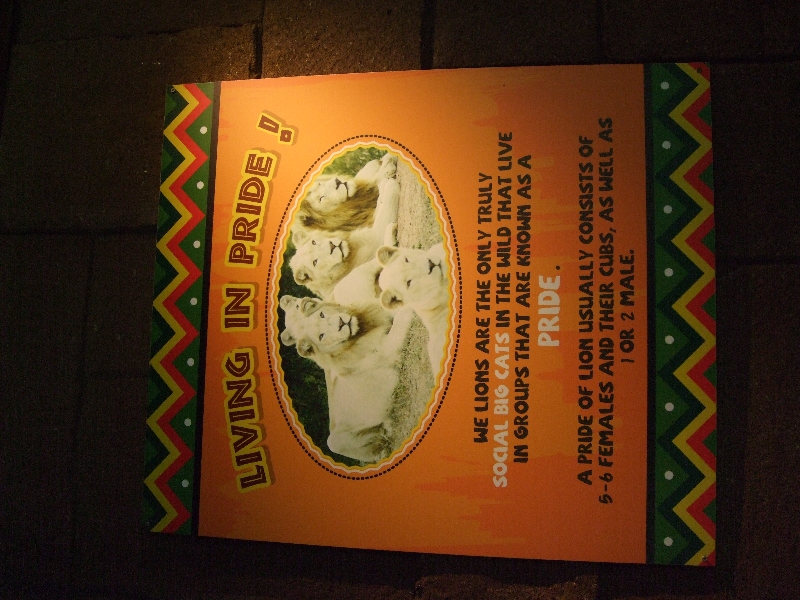 LIVING IN PRIDE !
WE LIONS ARE THE ONLY TRULY
SOCIAL BIG CATS IN THE WILD THAT LIVE
IN GROUPS THAT ARE KNOWN AS A
PRIDE.
A PRIDE OF LION USUALLY CONSISTS OF
5-6 FEMALES AND THEIR CUBS, AS WELL AS
1 OR 2 MALE.